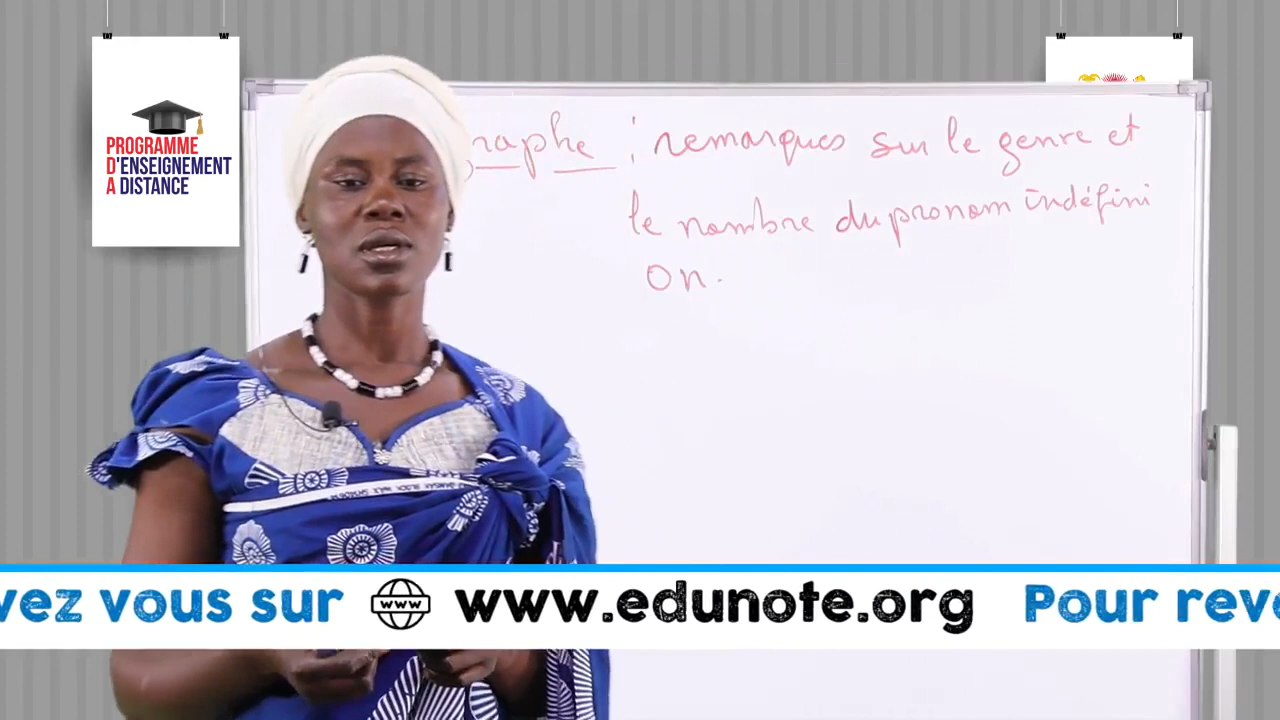 PROGRAMME
D'ENSEIGNEMENT
A DISTANCE
raphe : remarques sur le genre et
le nombre du pronom indéfini
on.
vez vous sur www www.edunote.org Pour reve